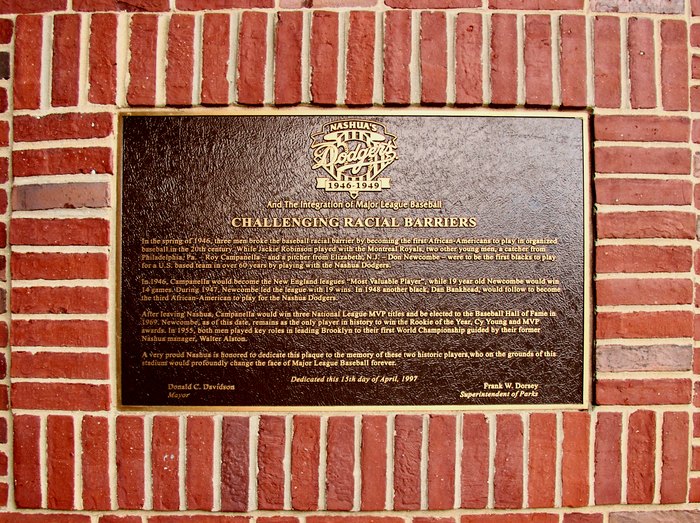 NASHUA'S
Dodgers
1946-1949
And The Integration of Major League Baseball
CHALLENGING RACIAL BARRIERS
In the spring of 1946, three men broke the baseball racial barrier by becoming the first African-Americans to play in organized
baseball in the 20th century. While Jackie Robinson played with the Montreal Royals, two other young men, a catcher from
Philadelphia, Pa. - Roy Campanella - and a pitcher from Elizabeth, N.J. - Don Newcombe - were to be the first blacks to play
for a U.S. based team in over 60 years by playing with the Nashua Dodgers.
In 1946, Campanella would become the New England leagues "Most Valuable Player", while 19 year old Newcombe would win
14 games. During 1947, Newcombe led the league with 19 wins. In 1948 another black, Dan Bankhead, would follow to become
the third African-American to play for the Nashua Dodgers.
After leaving Nashua, Campanella would win three National League MVP titles and be elected to the Baseball Hall of Fame in
1969. Newcombe, as of this date, remains as the only player in history to win the Rookie of the Year, Cy Young and MVP
awards. In 1955, both men played key roles in leading Brooklyn to their first World Championship guided by their former
Nashua manager, Walter Alston.
A very proud Nashua is honored to dedicate this plaque to the memory of these two historic players, who on the grounds of this
stadium would profoundly change the face of Major League Baseball forever.
Dedicated this 15th day of April, 1997
Donald C. Davidson
Mayor
Frank W. Dorsey
Superintendent of Parks